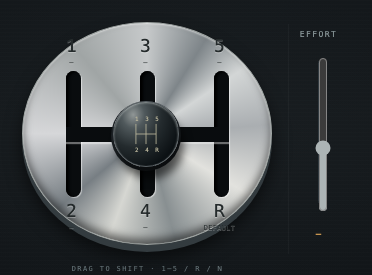 1 3 5
– – –
EFFORT
1 3 5
2 4 R
2 4 R
– – DEFAULT
–
DRAG TO SHIFT · 1–5 / R / N